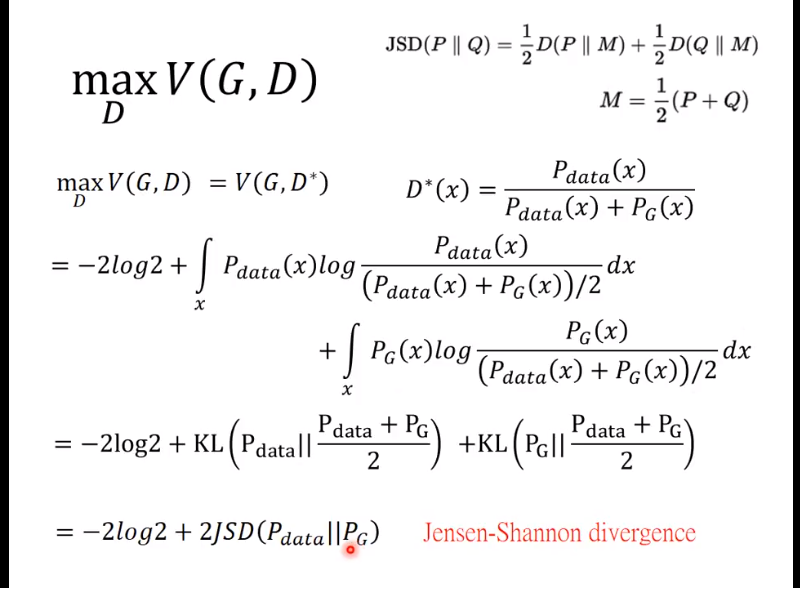 JSD(P ∥ Q) = 1/2 D(P ∥ M) + 1/2 D(Q ∥ M)
M = 1/2 (P + Q)
max_D V(G, D)
max_D V(G, D) = V(G, D*)
D*(x) = P_data(x) / (P_data(x) + P_G(x))
= −2log2 + ∫_x P_data(x)log P_data(x) / ((P_data(x) + P_G(x))/2) dx
+ ∫_x P_G(x)log P_G(x) / ((P_data(x) + P_G(x))/2) dx
= −2log2 + KL(P_data||(P_data + P_G)/2) +KL(P_G||(P_data + P_G)/2)
= −2log2 + 2JSD(P_data||P_G) Jensen-Shannon divergence